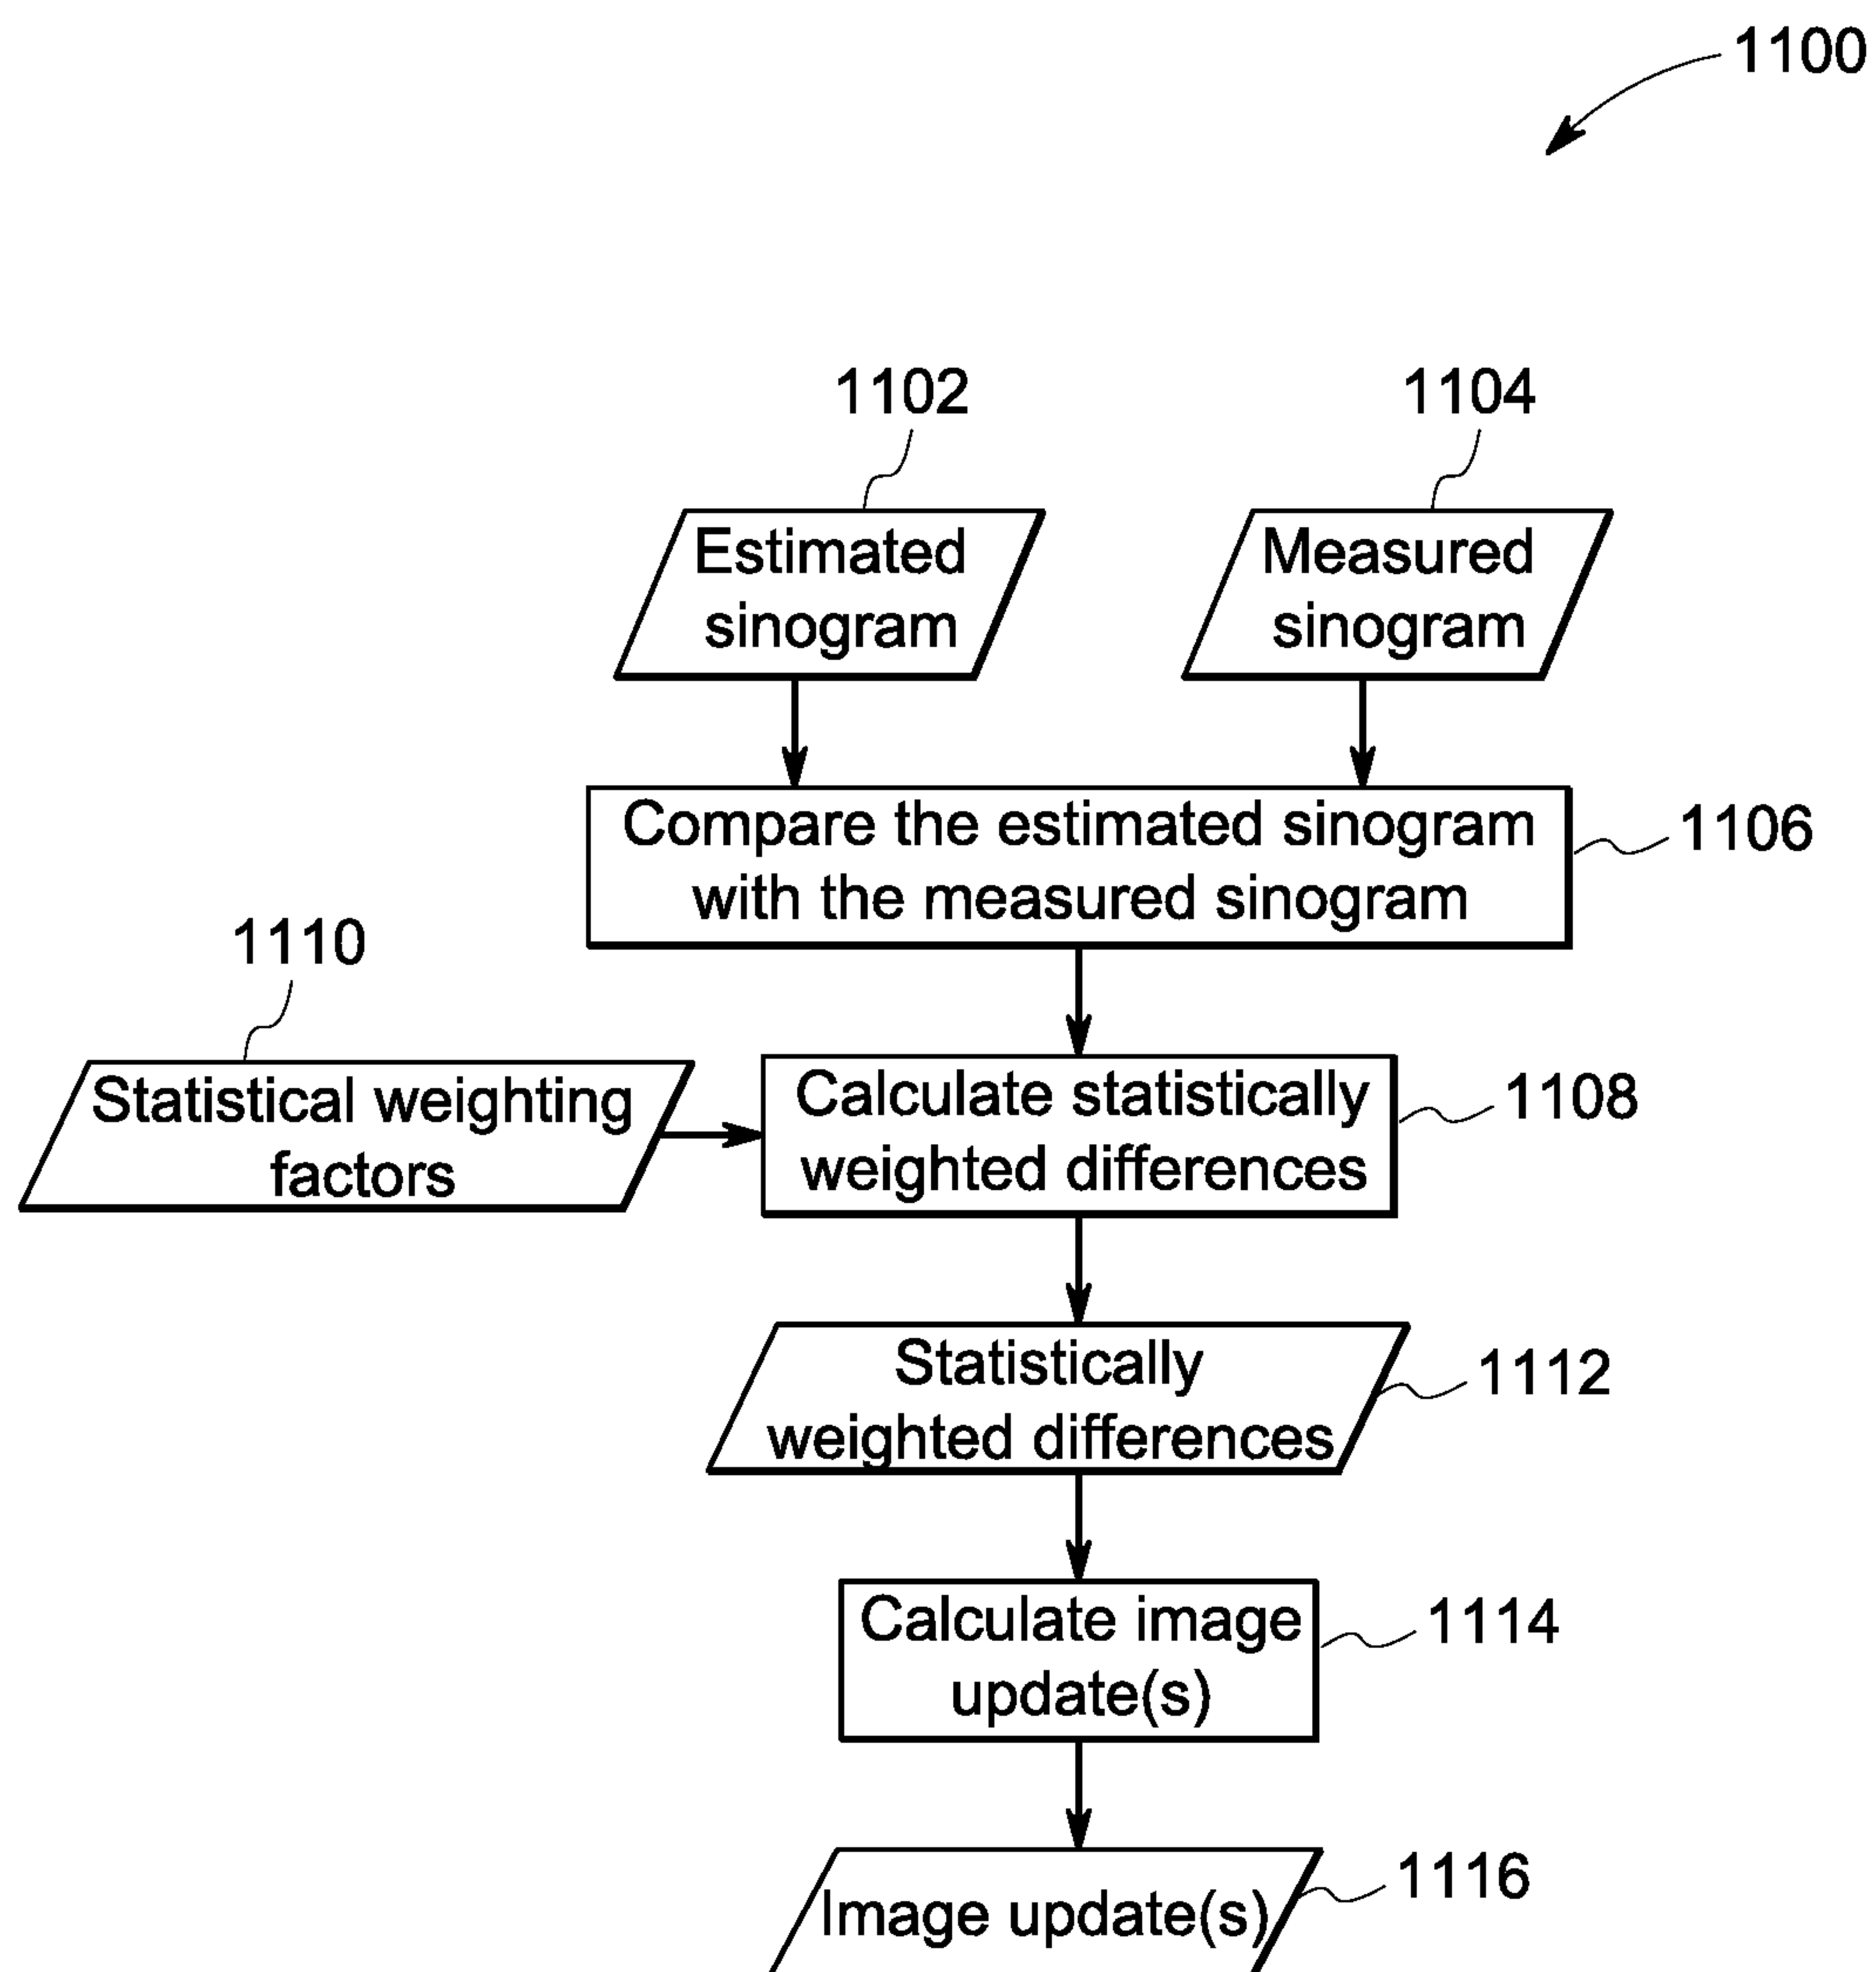 1100
1102
1104
Estimated
sinogram
Measured
sinogram
Compare the estimated sinogram
with the measured sinogram
1106
1110
Statistical weighting
factors
Calculate statistically
weighted differences
1108
Statistically
weighted differences
1112
Calculate image
update(s)
1114
Image update(s)
1116